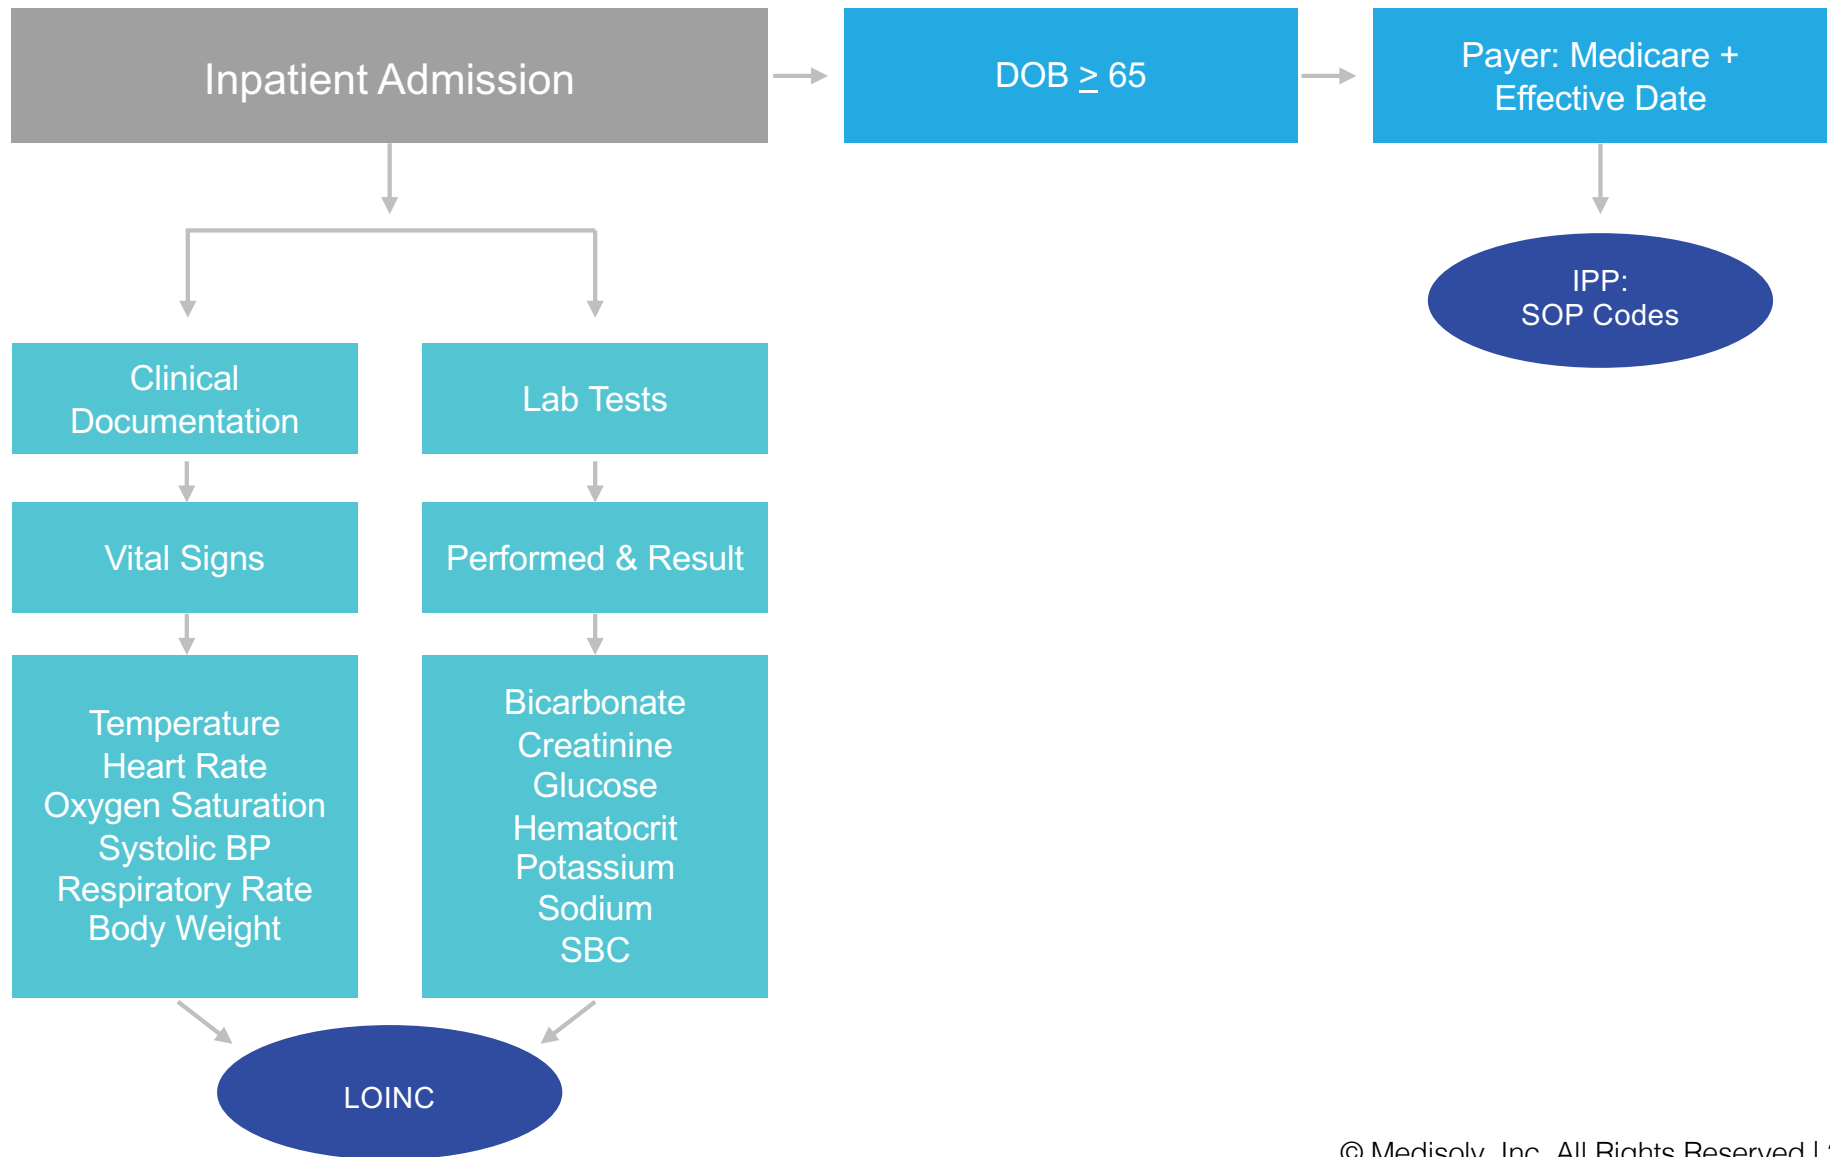 Inpatient Admission
DOB ≥ 65
Payer: Medicare +
Effective Date
IPP:
SOP Codes
Clinical
Documentation
Lab Tests
Vital Signs
Performed & Result
Temperature
Heart Rate
Oxygen Saturation
Systolic BP
Respiratory Rate
Body Weight
Bicarbonate
Creatinine
Glucose
Hematocrit
Potassium
Sodium
SBC
LOINC
© Medisolv, Inc. All Rights Reserved |